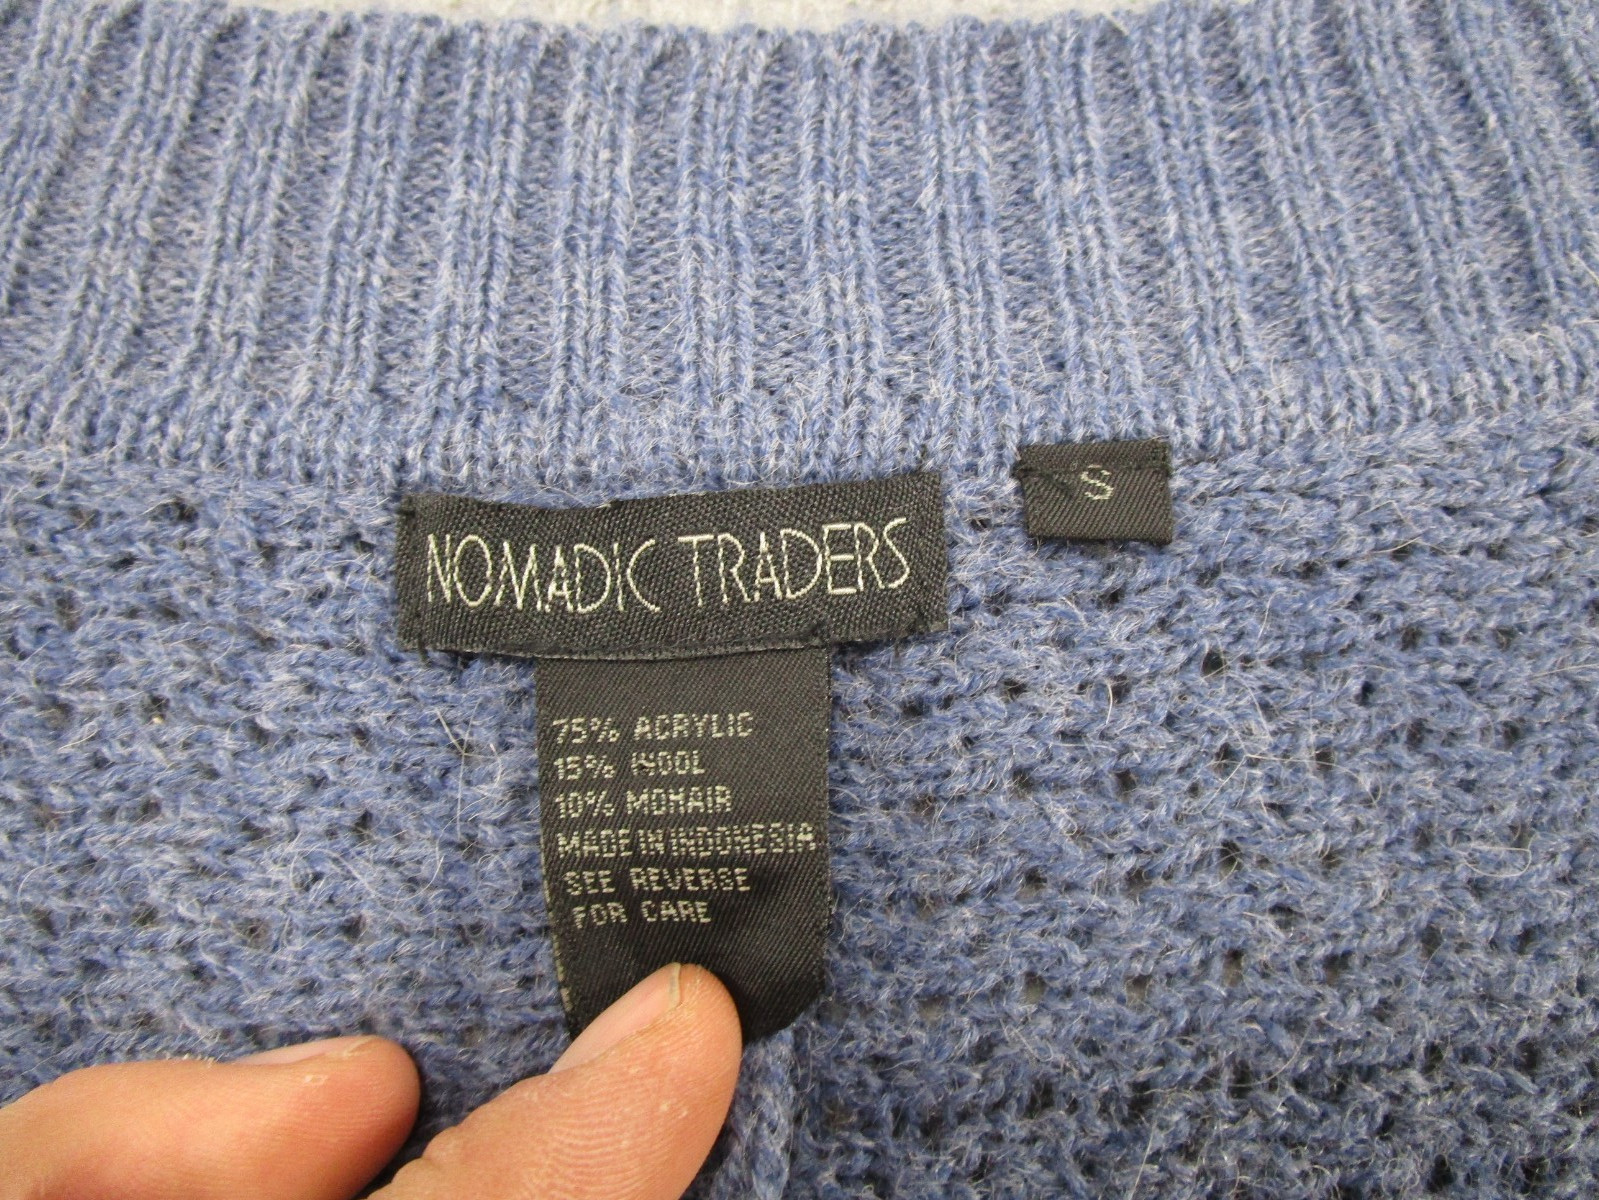 NOMADIC TRADERS
S
75% ACRYLIC
15% WOOL
10% MOHAIR
MADE IN INDONESIA
SEE REVERSE
FOR CARE